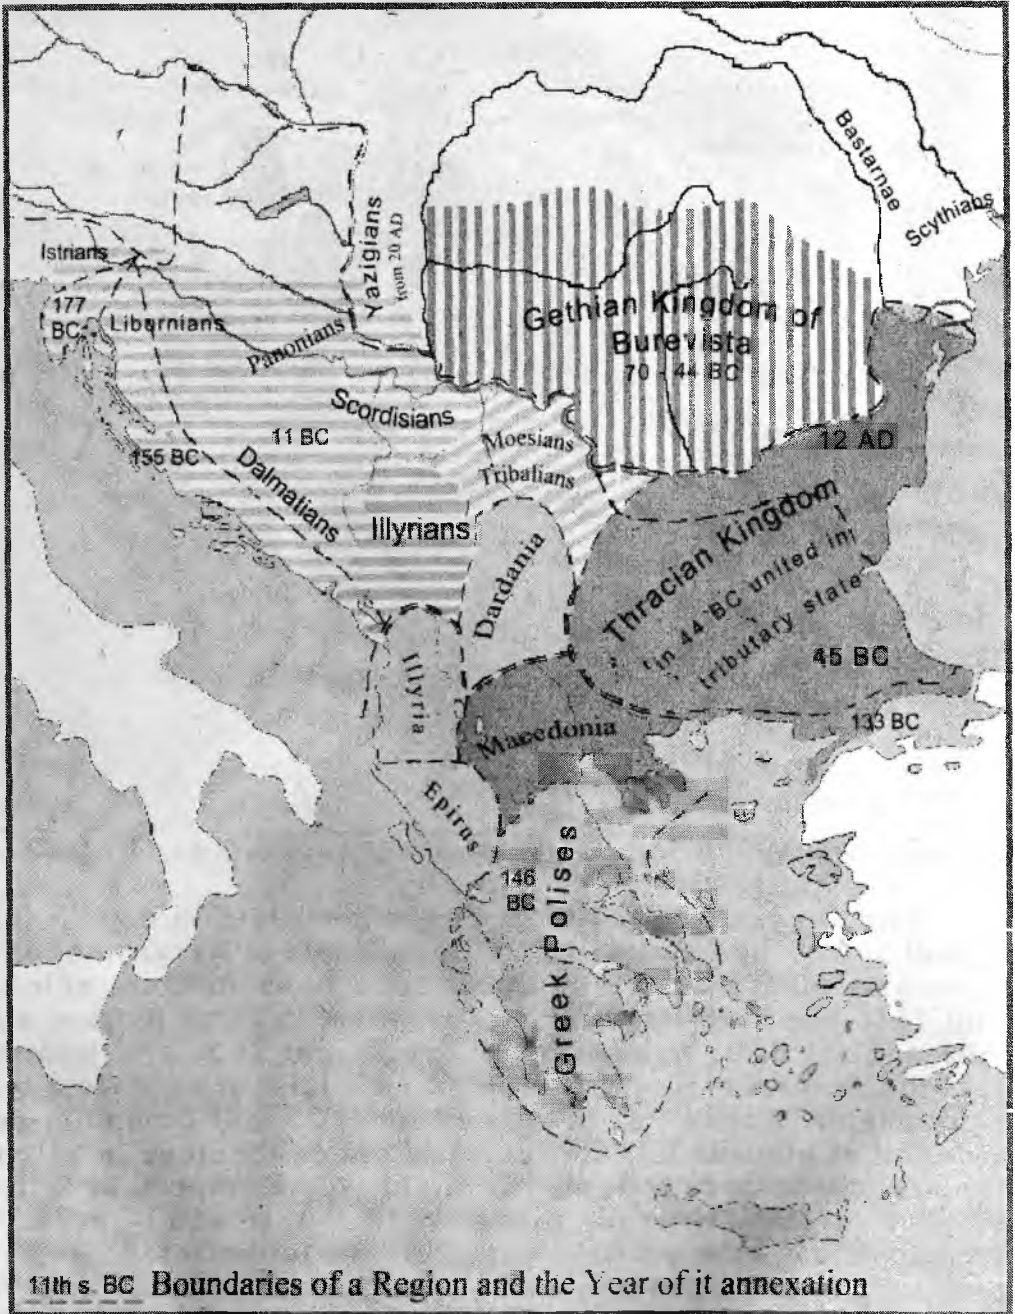 Bastarnae
Scythians
Yazigians
from 20 AD
Istrians
177
BC
Liburnians
Panonians
Gethian Kingdom of
Burevista
70 - 44 BC
Scordisians
11 BC
155 BC
Dalmatians
Moesians
Tribalians
12 AD
Illyrians
Dardania
Thracian Kingdom
in 44 BC united in
tributary state
45 BC
Illyria
133 BC
Macedonia
Epirus
146
BC
Greek Polises
11th s. BC Boundaries of a Region and the Year of it annexation